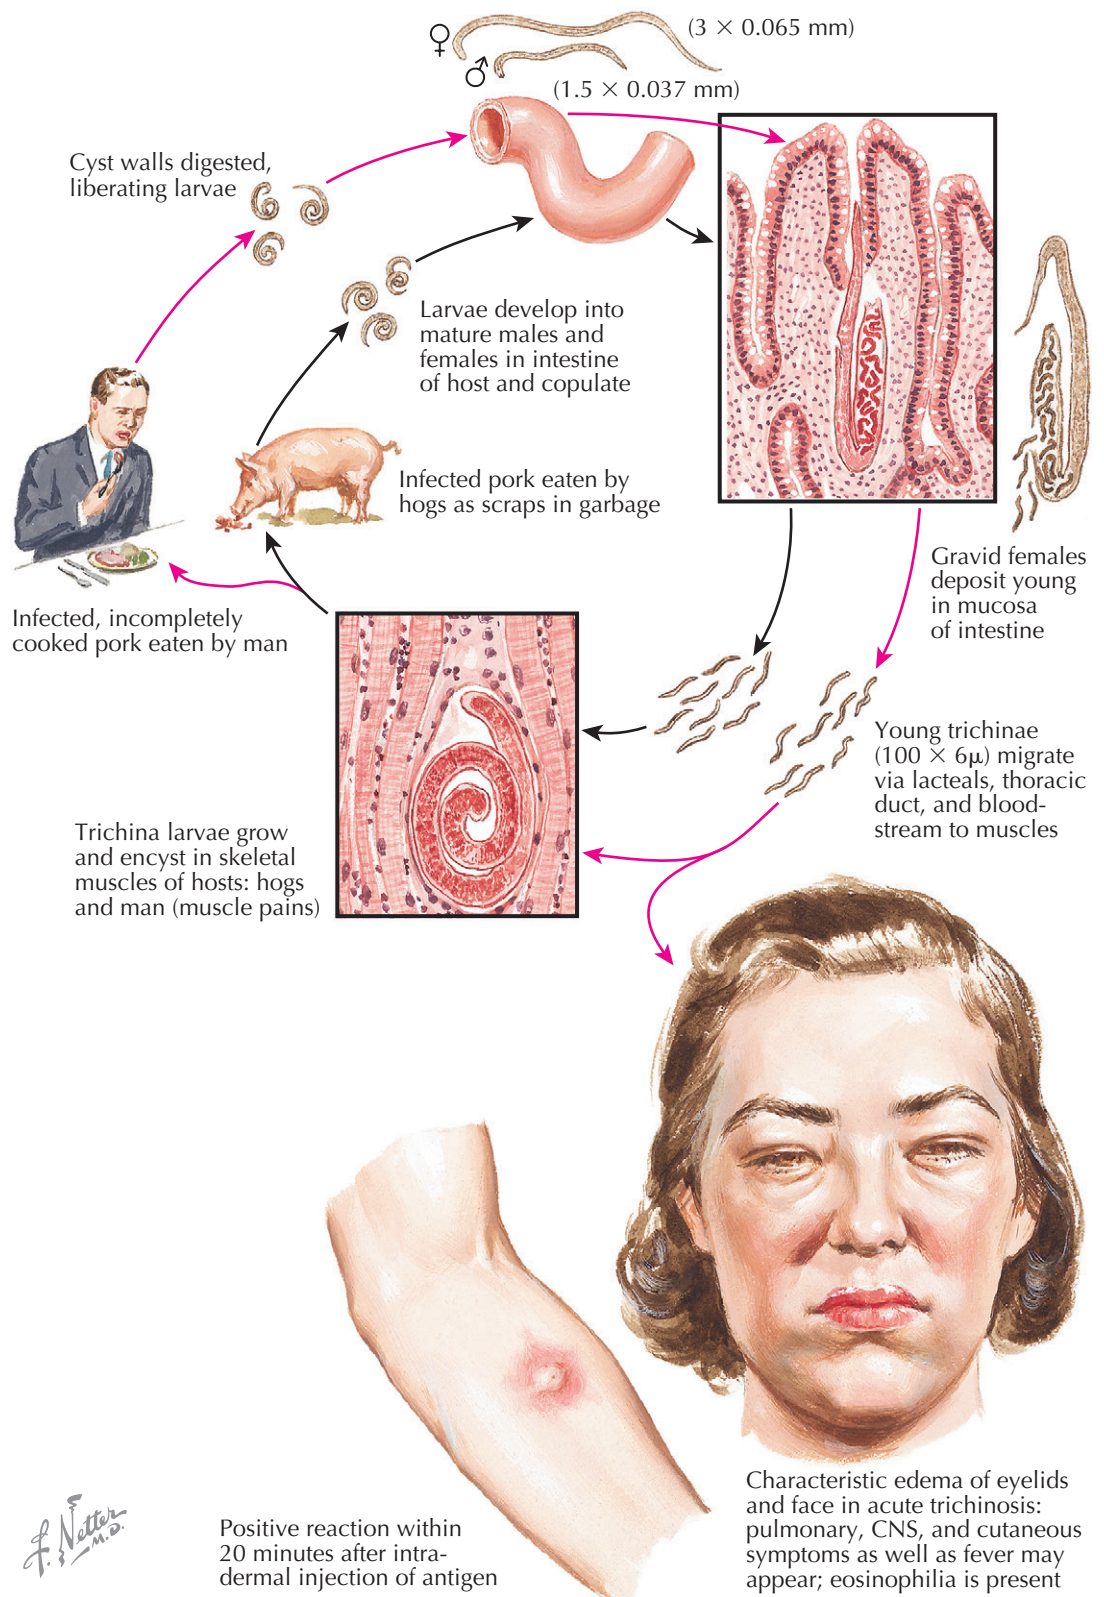 ♀
(3 × 0.065 mm)
♂
(1.5 × 0.037 mm)
Cyst walls digested,
liberating larvae
Larvae develop into
mature males and
females in intestine
of host and copulate
Infected pork eaten by
hogs as scraps in garbage
Infected, incompletely
cooked pork eaten by man
Gravid females
deposit young
in mucosa
of intestine
Young trichinae
(100 × 6μ) migrate
via lacteals, thoracic
duct, and blood-
stream to muscles
Trichina larvae grow
and encyst in skeletal
muscles of hosts: hogs
and man (muscle pains)
Characteristic edema of eyelids
and face in acute trichinosis:
pulmonary, CNS, and cutaneous
symptoms as well as fever may
appear; eosinophilia is present
Positive reaction within
20 minutes after intra-
dermal injection of antigen
F. Netter
M.D.